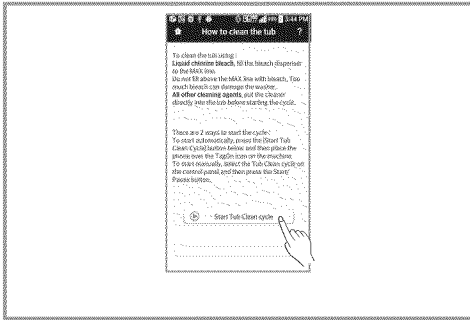 3:44 PM
How to clean the tub ?
To clean the tub using :
Liquid chlorine bleach, fill the bleach dispenser
to the MAX line.
Do not fill above the MAX line with bleach, Too
much bleach can damage the washer.
All other cleaning agents, put the cleaner
directly into the tub before starting the cycle.
There are 2 ways to start the cycle :
To start automatically, press the [Start Tub
Clean Cycle] button below and then place the
phone over the TagOn icon on the machine.
To start manually, select the Tub Clean cycle on
the control panel and then press the Start/
Pause button.
Start Tub Clean cycle